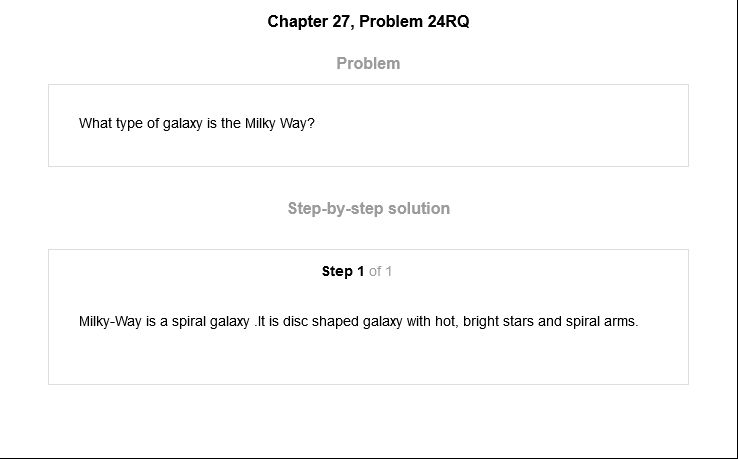 Chapter 27, Problem 24RQ
Problem
What type of galaxy is the Milky Way?
Step-by-step solution
Step 1 of 1
Milky-Way is a spiral galaxy .It is disc shaped galaxy with hot, bright stars and spiral arms.